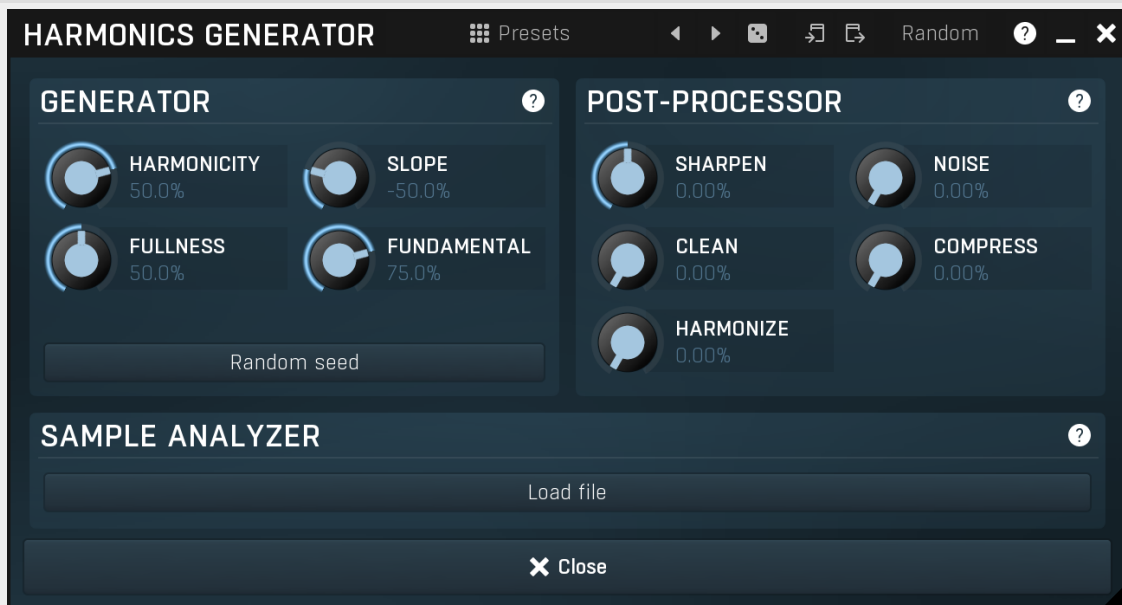 HARMONICS GENERATOR Presets Random ?
GENERATOR ?
HARMONICITY
50.0%
SLOPE
-50.0%
FULLNESS
50.0%
FUNDAMENTAL
75.0%
Random seed
POST-PROCESSOR ?
SHARPEN
0.00%
NOISE
0.00%
CLEAN
0.00%
COMPRESS
0.00%
HARMONIZE
0.00%
SAMPLE ANALYZER ?
Load file
Close